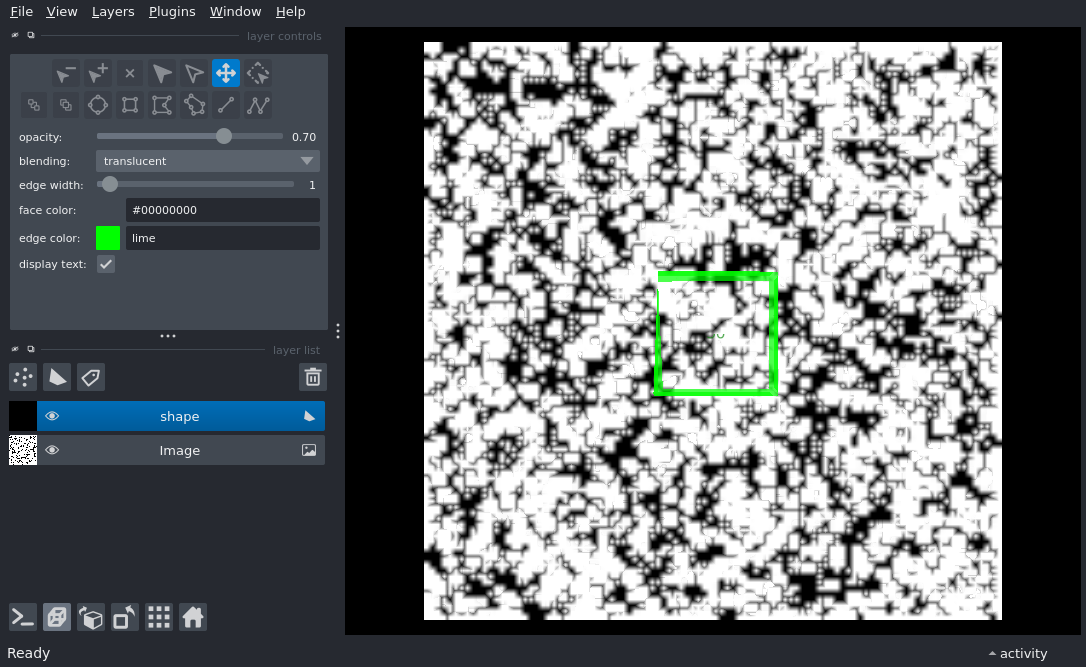 File View Layers Plugins Window Help
layer controls
opacity: 0.70
blending: translucent
edge width: 1
face color: #00000000
edge color: lime
display text:
layer list
shape
Image
Ready
activity